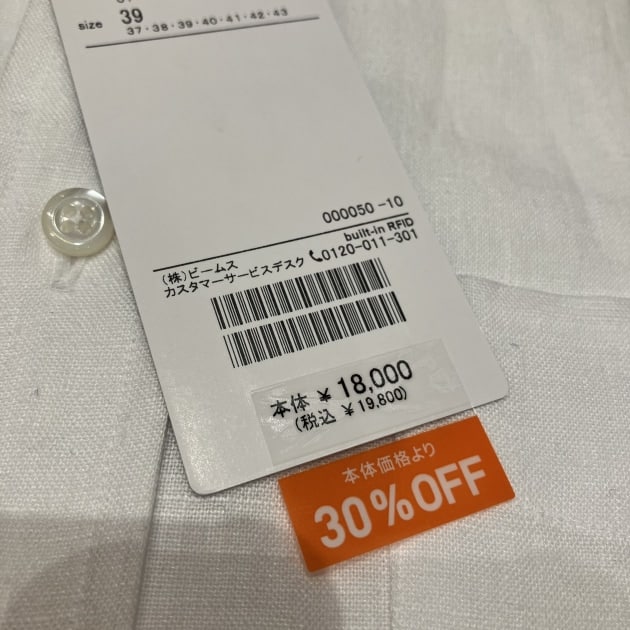 size 39
37・38・39・40・41・42・43
000050 -10
built-in RFID
(株)ビームス
カスタマーサービスデスク 📞0120-011-301
本体 ¥ 18,000
(税込 ¥ 19,800)
本体価格より
30%OFF